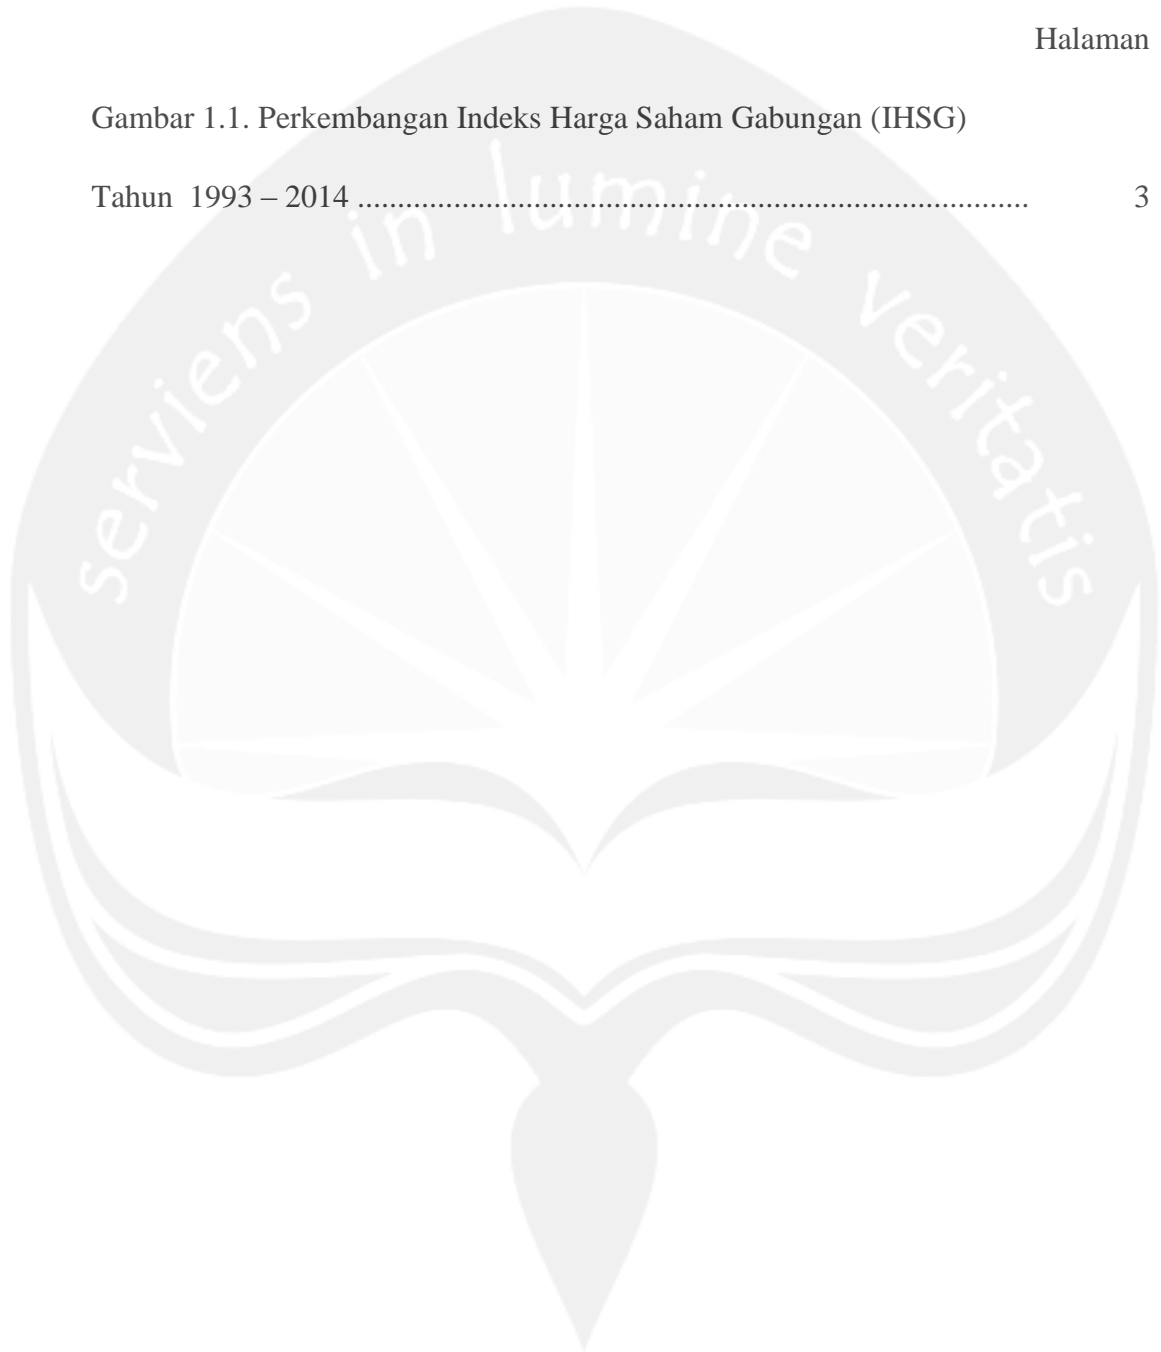 Halaman
Gambar 1.1. Perkembangan Indeks Harga Saham Gabungan (IHSG)
Tahun  1993 – 2014 ..................................................................................... 3
serviens in lumine veritatis